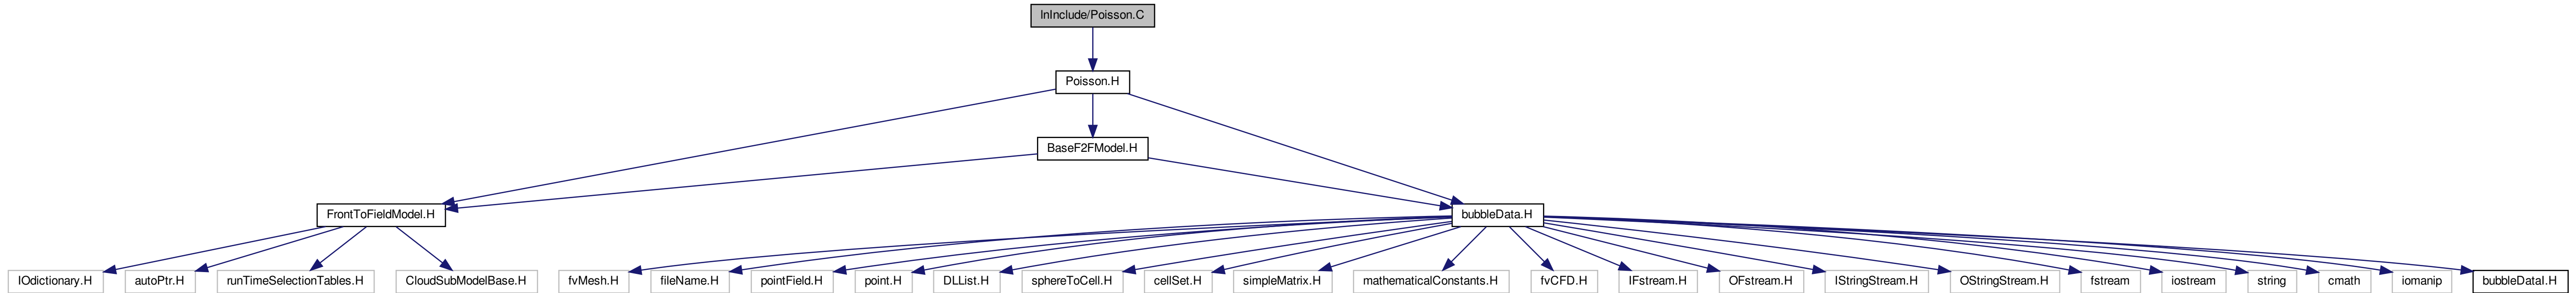 lnInclude/Poisson.C
Poisson.H
BaseF2FModel.H
FrontToFieldModel.H
bubbleData.H
IOdictionary.H
autoPtr.H
runTimeSelectionTables.H
CloudSubModelBase.H
fvMesh.H
fileName.H
pointField.H
point.H
DLList.H
sphereToCell.H
cellSet.H
simpleMatrix.H
mathematicalConstants.H
fvCFD.H
IFstream.H
OFstream.H
IStringStream.H
OStringStream.H
fstream
iostream
string
cmath
iomanip
bubbleDataI.H